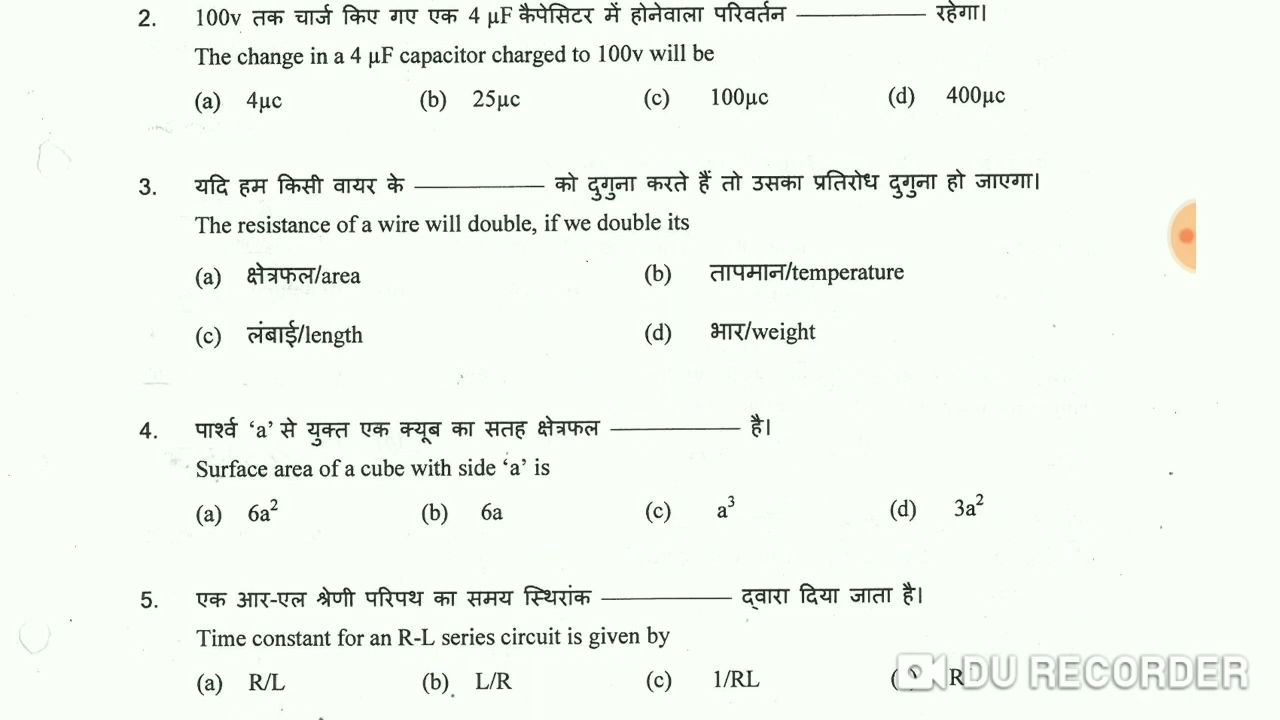 2. 100v तक चार्ज किए गए एक 4 μF कैपेसिटर में होनेवाला परिवर्तन ———— रहेगा।
The change in a 4 μF capacitor charged to 100v will be
(a) 4μc (b) 25μc (c) 100μc (d) 400μc
3. यदि हम किसी वायर के ———— को दुगुना करते हैं तो उसका प्रतिरोध दुगुना हो जाएगा।
The resistance of a wire will double, if we double its
(a) क्षेत्रफल/area (b) तापमान/temperature
(c) लंबाई/length (d) भार/weight
4. पार्श्व ‘a’ से युक्त एक क्यूब का सतह क्षेत्रफल ———— है।
Surface area of a cube with side ‘a’ is
(a) 6a² (b) 6a (c) a³ (d) 3a²
5. एक आर-एल श्रेणी परिपथ का समय स्थिरांक ———— द्वारा दिया जाता है।
Time constant for an R-L series circuit is given by
(a) R/L (b) L/R (c) 1/RL
DU RECORDER